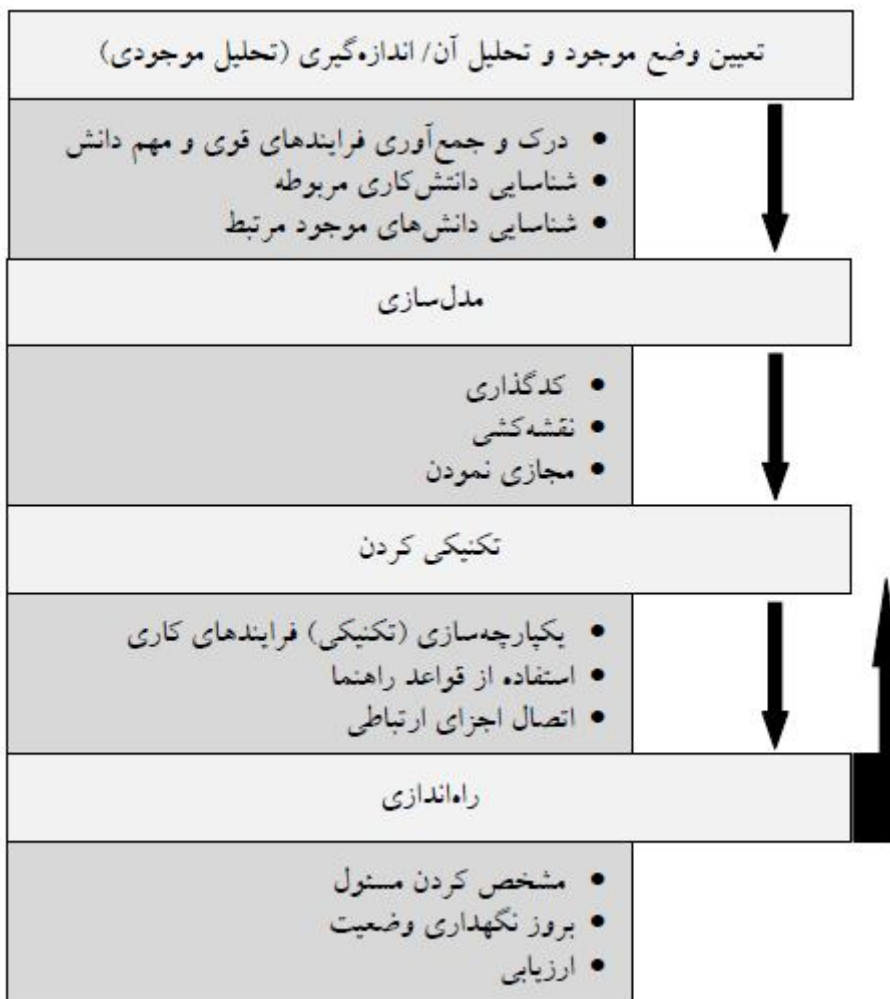 تعیین وضع موجود و تحلیل آن/ اندازه‌گیری (تحلیل موجودی)
• درک و جمع‌آوری فرایندهای قوی و مهم دانش
• شناسایی دانتش‌کاری مربوطه
• شناسایی دانش‌های موجود مرتبط
مدل‌سازی
• کدگذاری
• نقشه‌کشی
• مجازی نمودن
تکنیکی کردن
• یکپارچه‌سازی (تکنیکی) فرایندهای کاری
• استفاده از قواعد راهنما
• اتصال اجزای ارتباطی
راه‌اندازی
• مشخص کردن مسئول
• بروز نگهداری وضعیت
• ارزیابی